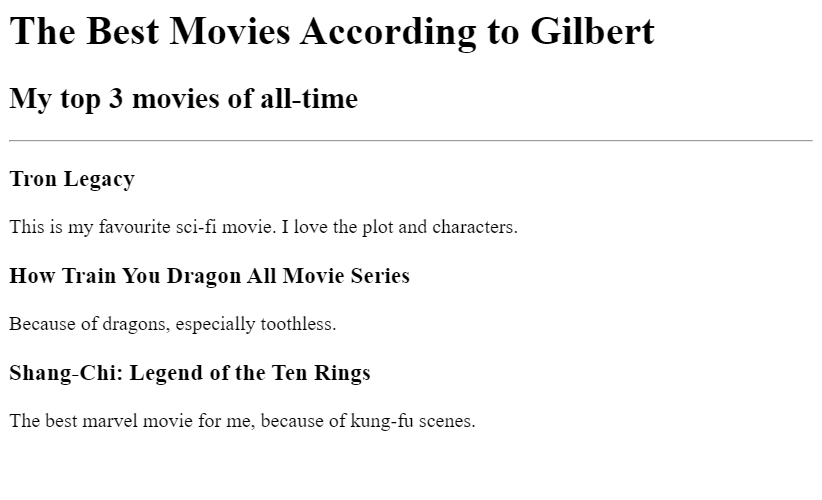 The Best Movies According to Gilbert
My top 3 movies of all-time
Tron Legacy
This is my favourite sci-fi movie. I love the plot and characters.
How Train You Dragon All Movie Series
Because of dragons, especially toothless.
Shang-Chi: Legend of the Ten Rings
The best marvel movie for me, because of kung-fu scenes.